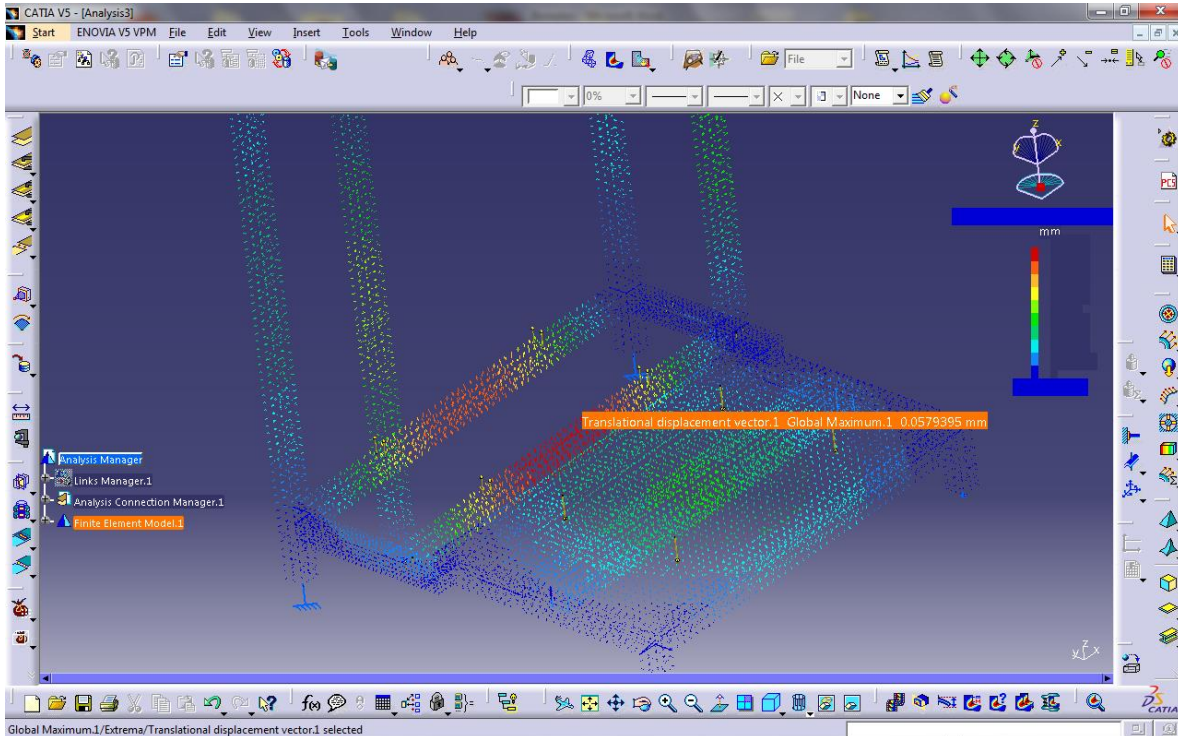 CATIA V5 - [Analysis3]
Start ENOVIA V5 VPM File Edit View Insert Tools Window Help
File
PCS
0% None
z
y x
mm
Translational displacement vector.1 Global Maximum.1 0.0579395 mm
Analysis Manager
Links Manager.1
Analysis Connection Manager.1
Finite Element Model.1
z
y x
f(x)
CATIA
Global Maximum.1/Extrema/Translational displacement vector.1 selected